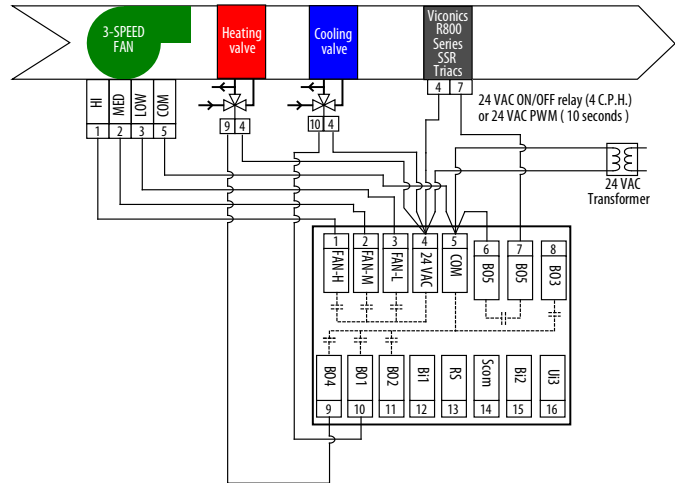 3-SPEED
FAN
Heating
valve
Cooling
valve
Viconics
R800
Series
SSR
Triacs
HI
MED
LOW
COM
1
2
3
5
9 4
10 4
4 7
24 VAC ON/OFF relay (4 C.P.H.)
or 24 VAC PWM ( 10 seconds )
24 VAC
Transformer
1
2
3
4
5
6
7
8
FAN-H
FAN-M
FAN-L
24 VAC
COM
BO5
BO5
BO3
BO4
BO1
BO2
Bi1
RS
Scom
Bi2
Ui3
9
10
11
12
13
14
15
16